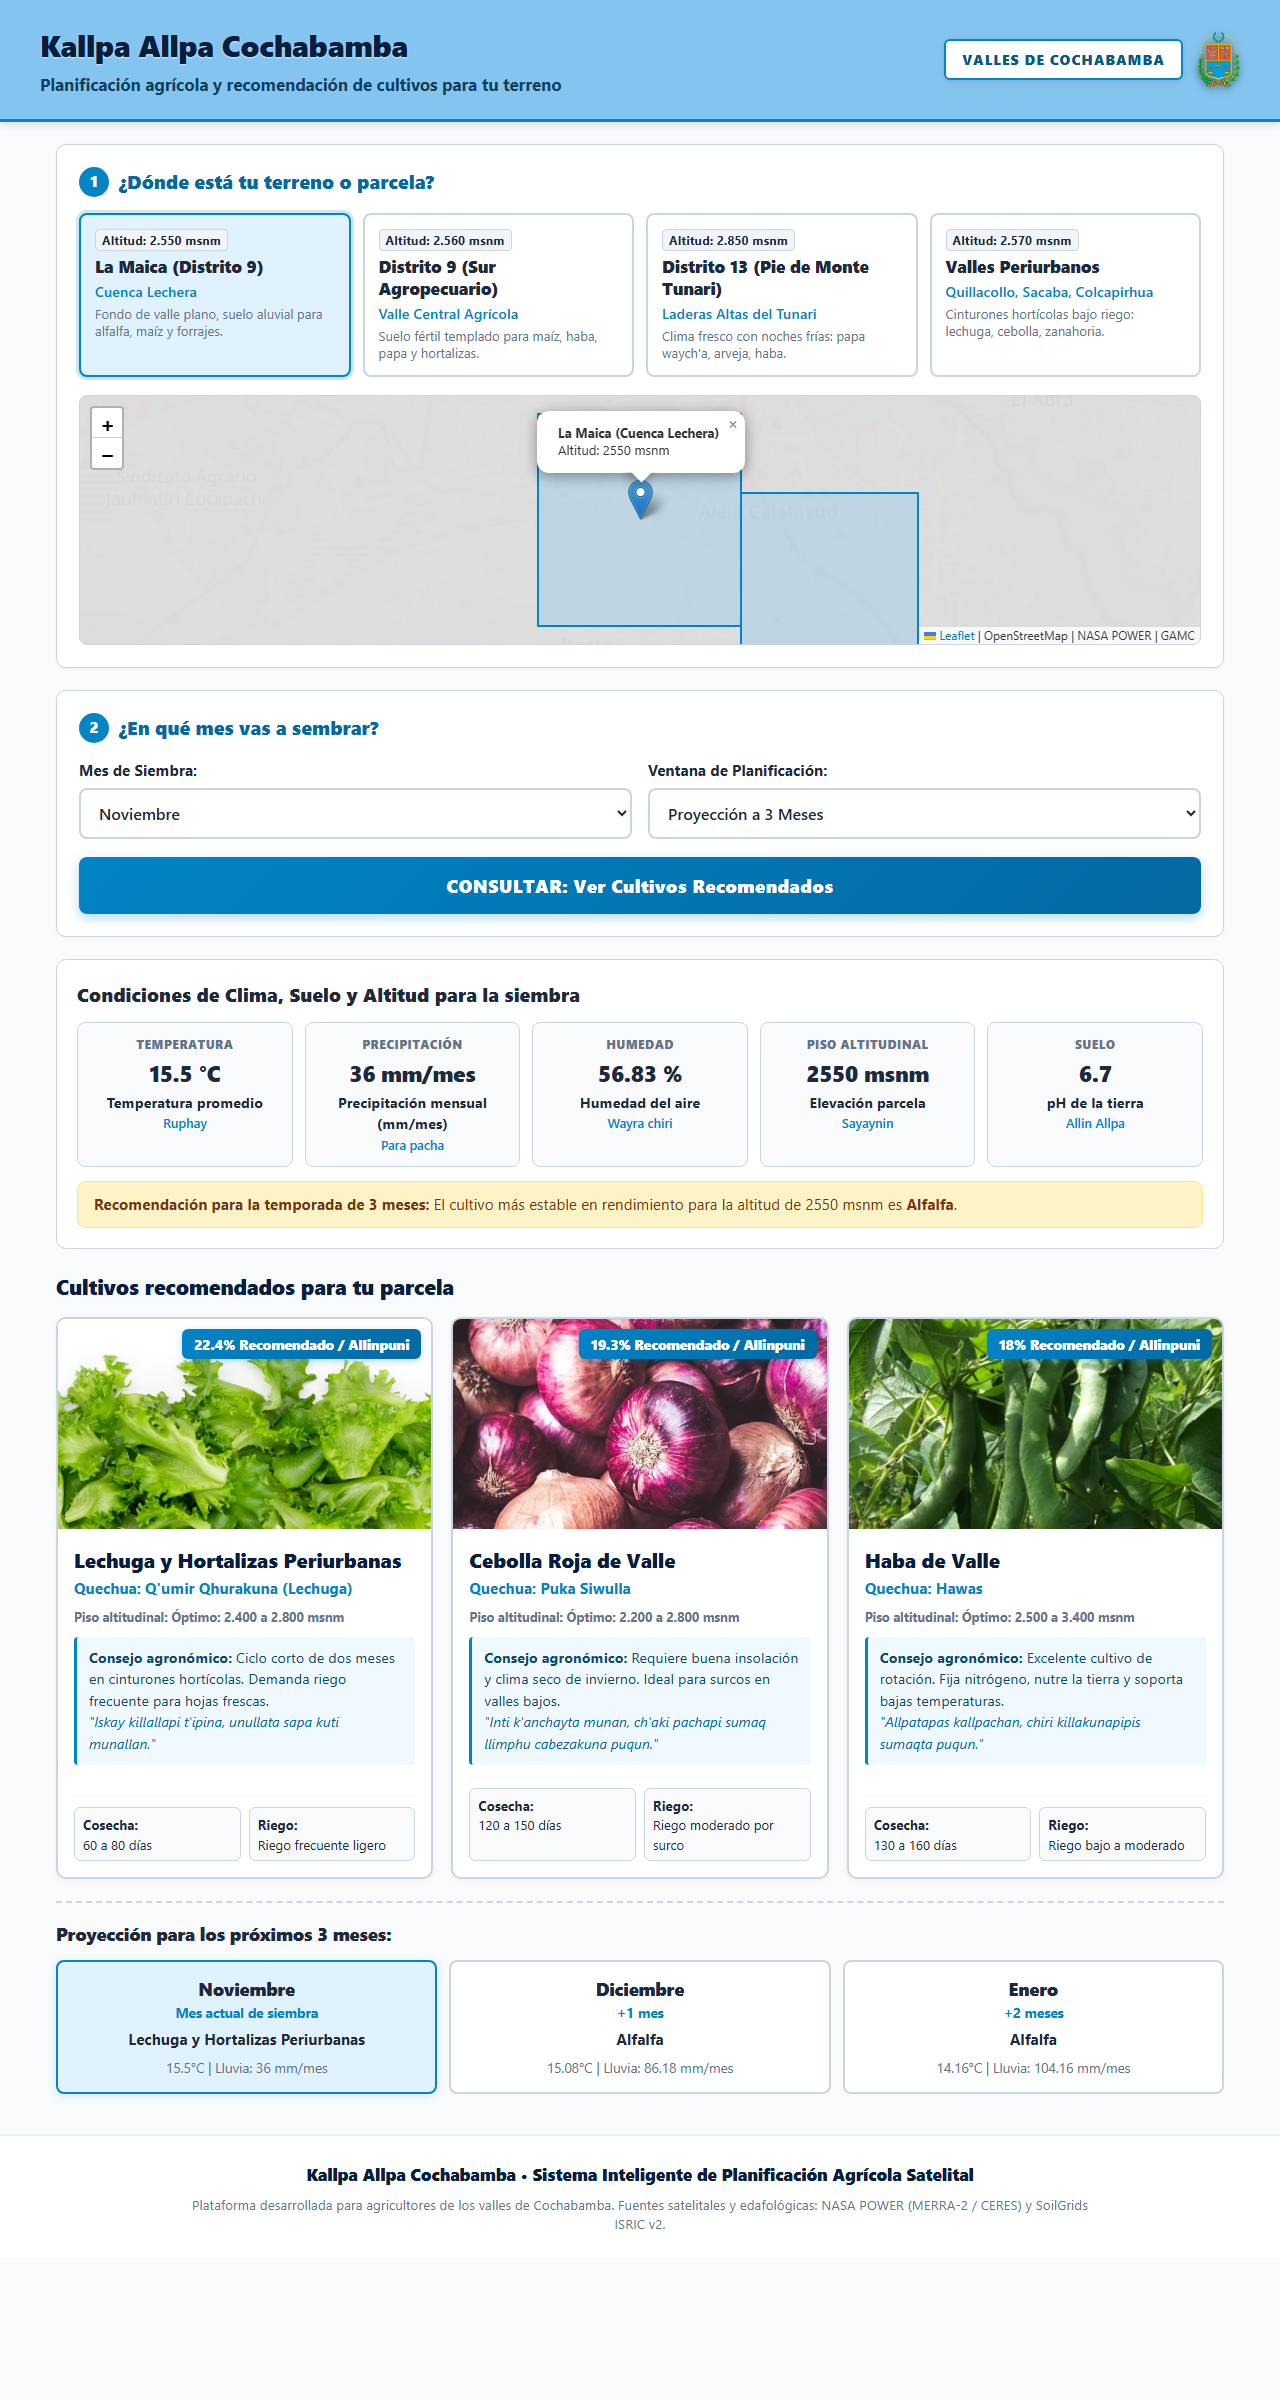 Kallpa Allpa Cochabamba
Planificación agrícola y recomendación de cultivos para tu terreno
VALLES DE COCHABAMBA
1
¿Dónde está tu terreno o parcela?
Altitud: 2.550 msnm
La Maica (Distrito 9)
Cuenca Lechera
Fondo de valle plano, suelo aluvial para
alfalfa, maíz y forrajes.
Altitud: 2.560 msnm
Distrito 9 (Sur
Agropecuario)
Valle Central Agrícola
Suelo fértil templado para maíz, haba,
papa y hortalizas.
Altitud: 2.850 msnm
Distrito 13 (Pie de Monte
Tunari)
Laderas Altas del Tunari
Clima fresco con noches frías: papa
waych'a, arveja, haba.
Altitud: 2.570 msnm
Valles Periurbanos
Quillacollo, Sacaba, Colcapirhua
Cinturones hortícolas bajo riego:
lechuga, cebolla, zanahoria.
+
−
El Abra
La Maica (Cuenca Lechera)
Altitud: 2550 msnm
×
Sindicato Agrario
Jauhintiri Cotapachi
Alejo Calatayud
Leaflet | OpenStreetMap | NASA POWER | GAMC
2
¿En qué mes vas a sembrar?
Mes de Siembra:
Noviembre
Ventana de Planificación:
Proyección a 3 Meses
CONSULTAR: Ver Cultivos Recomendados
Condiciones de Clima, Suelo y Altitud para la siembra
TEMPERATURA
15.5 °C
Temperatura promedio
Ruphay
PRECIPITACIÓN
36 mm/mes
Precipitación mensual
(mm/mes)
Para pacha
HUMEDAD
56.83 %
Humedad del aire
Wayra chiri
PISO ALTITUDINAL
2550 msnm
Elevación parcela
Sayaynin
SUELO
6.7
pH de la tierra
Allin Allpa
Recomendación para la temporada de 3 meses: El cultivo más estable en rendimiento para la altitud de 2550 msnm es Alfalfa.
Cultivos recomendados para tu parcela
22.4% Recomendado / Allinpuni
Lechuga y Hortalizas Periurbanas
Quechua: Q'umir Qhurakuna (Lechuga)
Piso altitudinal: Óptimo: 2.400 a 2.800 msnm
Consejo agronómico: Ciclo corto de dos meses
en cinturones hortícolas. Demanda riego
frecuente para hojas frescas.
"Iskay killallapi t'ipina, unullata sapa kuti
munallan."
Cosecha:
60 a 80 días
Riego:
Riego frecuente ligero
19.3% Recomendado / Allinpuni
Cebolla Roja de Valle
Quechua: Puka Siwulla
Piso altitudinal: Óptimo: 2.200 a 2.800 msnm
Consejo agronómico: Requiere buena insolación
y clima seco de invierno. Ideal para surcos en
valles bajos.
"Inti k'anchayta munan, ch'aki pachapi sumaq
llimphu cabezakuna puqun."
Cosecha:
120 a 150 días
Riego:
Riego moderado por
surco
18% Recomendado / Allinpuni
Haba de Valle
Quechua: Hawas
Piso altitudinal: Óptimo: 2.500 a 3.400 msnm
Consejo agronómico: Excelente cultivo de
rotación. Fija nitrógeno, nutre la tierra y soporta
bajas temperaturas.
"Allpatapas kallpachan, chiri killakunapipis
sumaqta puqun."
Cosecha:
130 a 160 días
Riego:
Riego bajo a moderado
Proyección para los próximos 3 meses:
Noviembre
Mes actual de siembra
Lechuga y Hortalizas Periurbanas
15.5°C | Lluvia: 36 mm/mes
Diciembre
+1 mes
Alfalfa
15.08°C | Lluvia: 86.18 mm/mes
Enero
+2 meses
Alfalfa
14.16°C | Lluvia: 104.16 mm/mes
Kallpa Allpa Cochabamba • Sistema Inteligente de Planificación Agrícola Satelital
Plataforma desarrollada para agricultores de los valles de Cochabamba. Fuentes satelitales y edafológicas: NASA POWER (MERRA-2 / CERES) y SoilGrids
ISRIC v2.